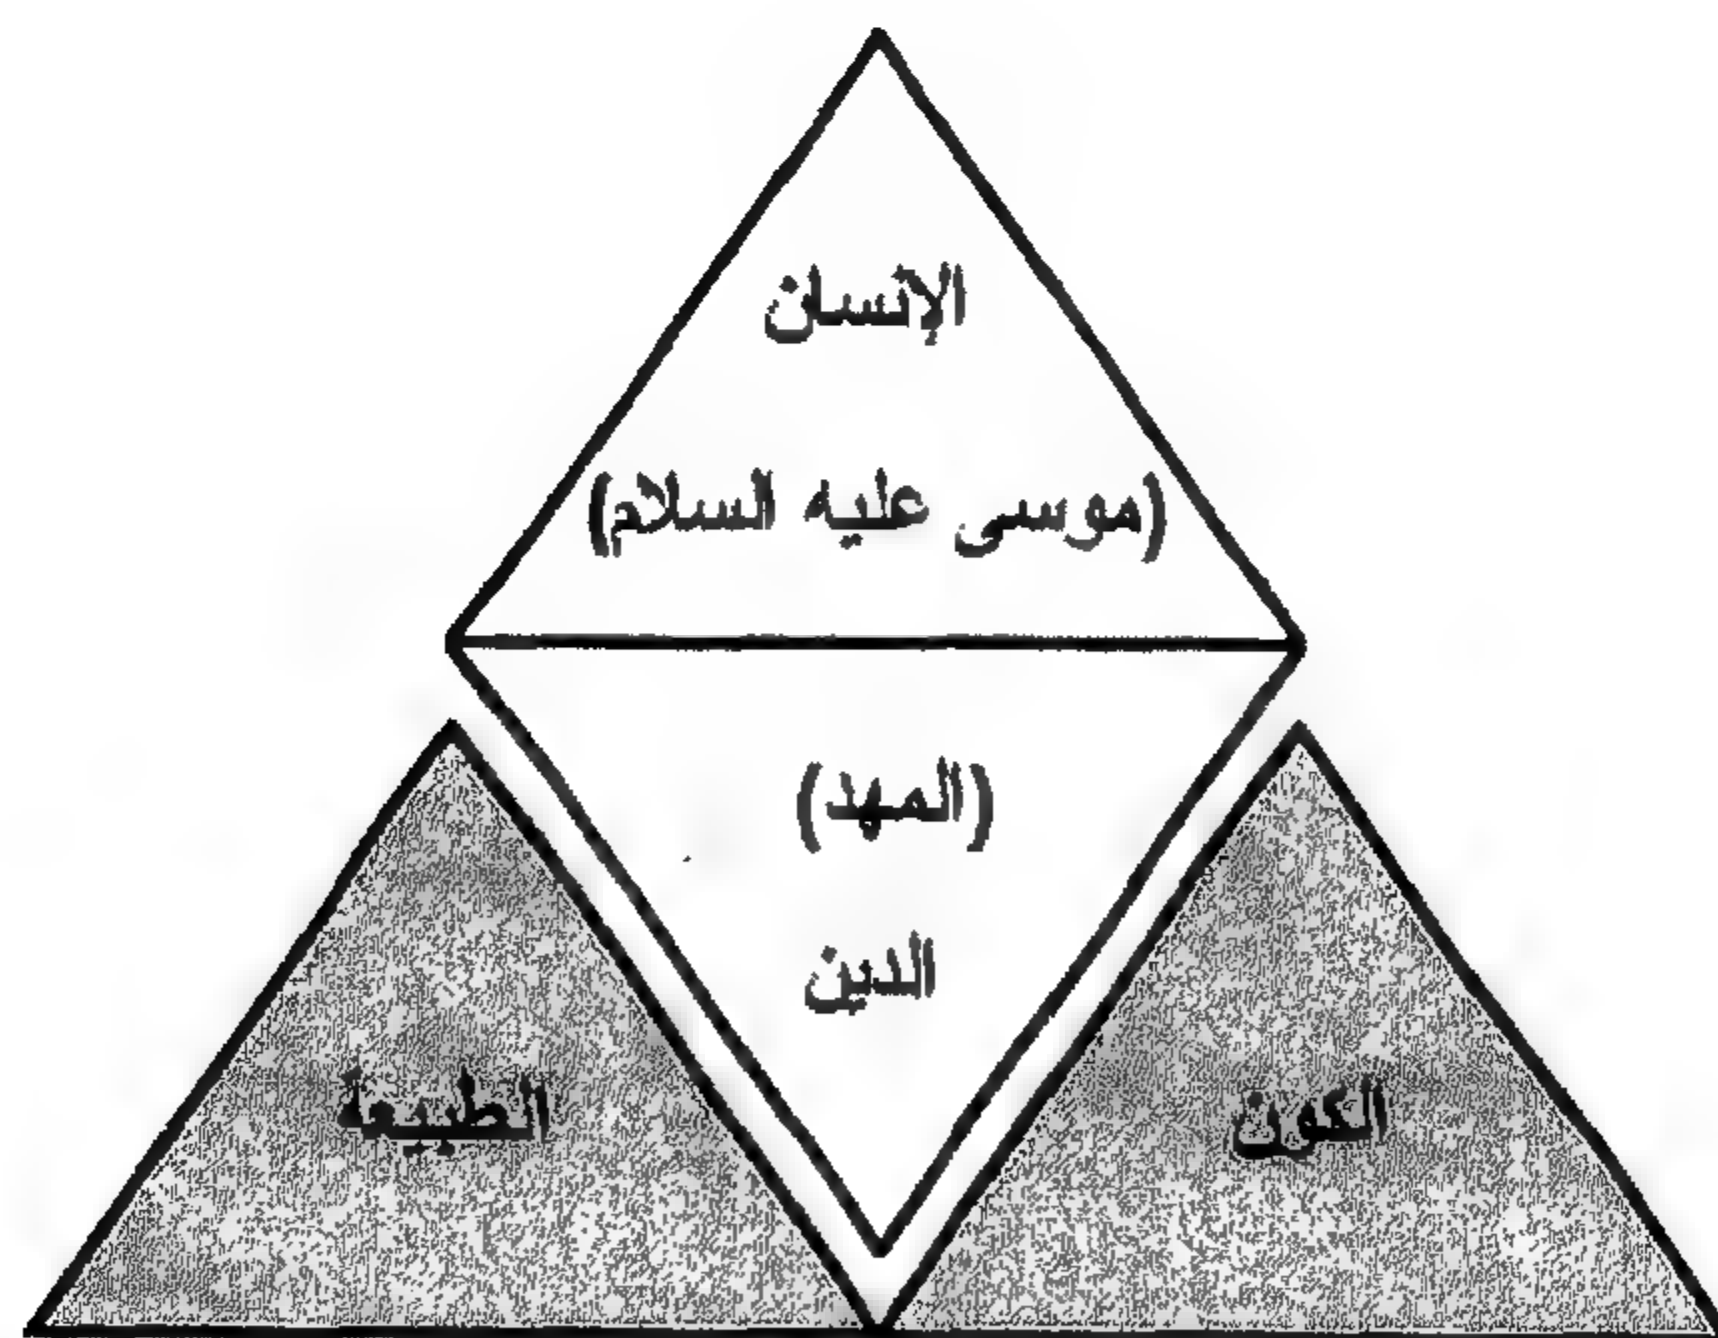 الإنسان
(موسى عليه السلام)
(المهد)
الدين
الكون
الطبيعة